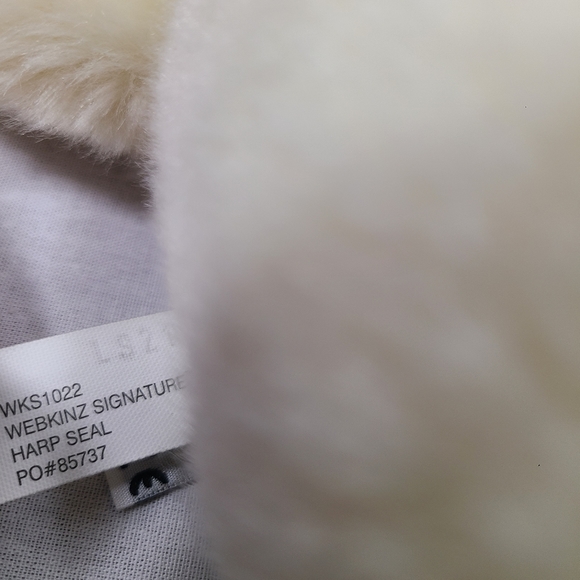 WKS1022
WEBKINZ SIGNATURE
HARP SEAL
PO#85737